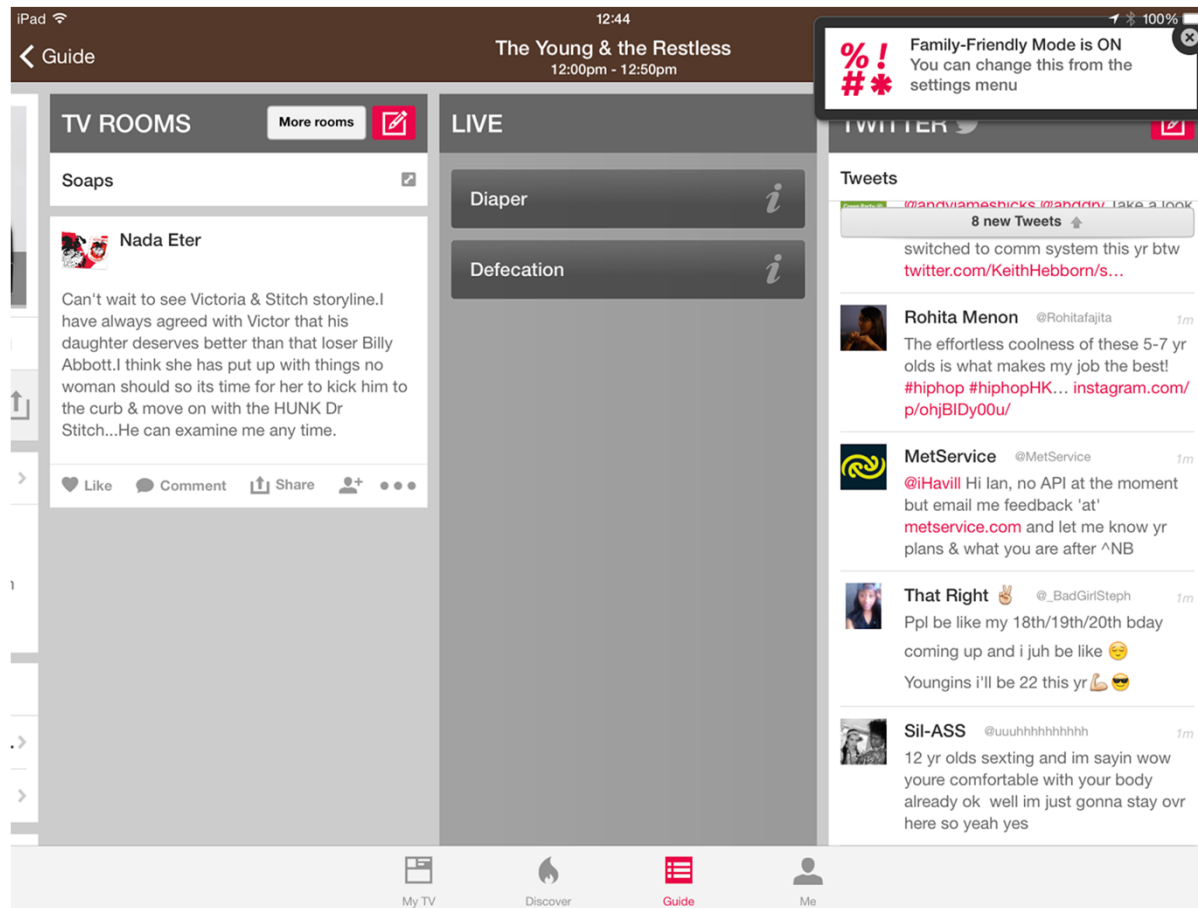 iPad
12:44
100%
Guide
The Young & the Restless
12:00pm - 12:50pm
%!
#*
Family-Friendly Mode is ON
You can change this from the
settings menu
TV ROOMS
More rooms
Soaps
Nada Eter
Can't wait to see Victoria & Stitch storyline.I
have always agreed with Victor that his
daughter deserves better than that loser Billy
Abbott.I think she has put up with things no
woman should so its time for her to kick him to
the curb & move on with the HUNK Dr
Stitch...He can examine me any time.
Like
Comment
Share
LIVE
Diaper
Defecation
TWITTER
Tweets
@andyjameshicks @ahddrv Take a look
8 new Tweets
switched to comm system this yr btw
twitter.com/KeithHebborn/s…
Rohita Menon @Rohitafajita 1m
The effortless coolness of these 5-7 yr
olds is what makes my job the best!
#hiphop #hiphopHK… instagram.com/
p/ohjBIDy00u/
MetService @MetService 1m
@iHavill Hi Ian, no API at the moment
but email me feedback 'at'
metservice.com and let me know yr
plans & what you are after ^NB
That Right ✌ @_BadGirlSteph 1m
Ppl be like my 18th/19th/20th bday
coming up and i juh be like 😌
Youngins i'll be 22 this yr💪 😎
Sil-ASS @uuuhhhhhhhhhh 1m
12 yr olds sexting and im sayin wow
youre comfortable with your body
already ok well im just gonna stay ovr
here so yeah yes
My TV
Discover
Guide
Me